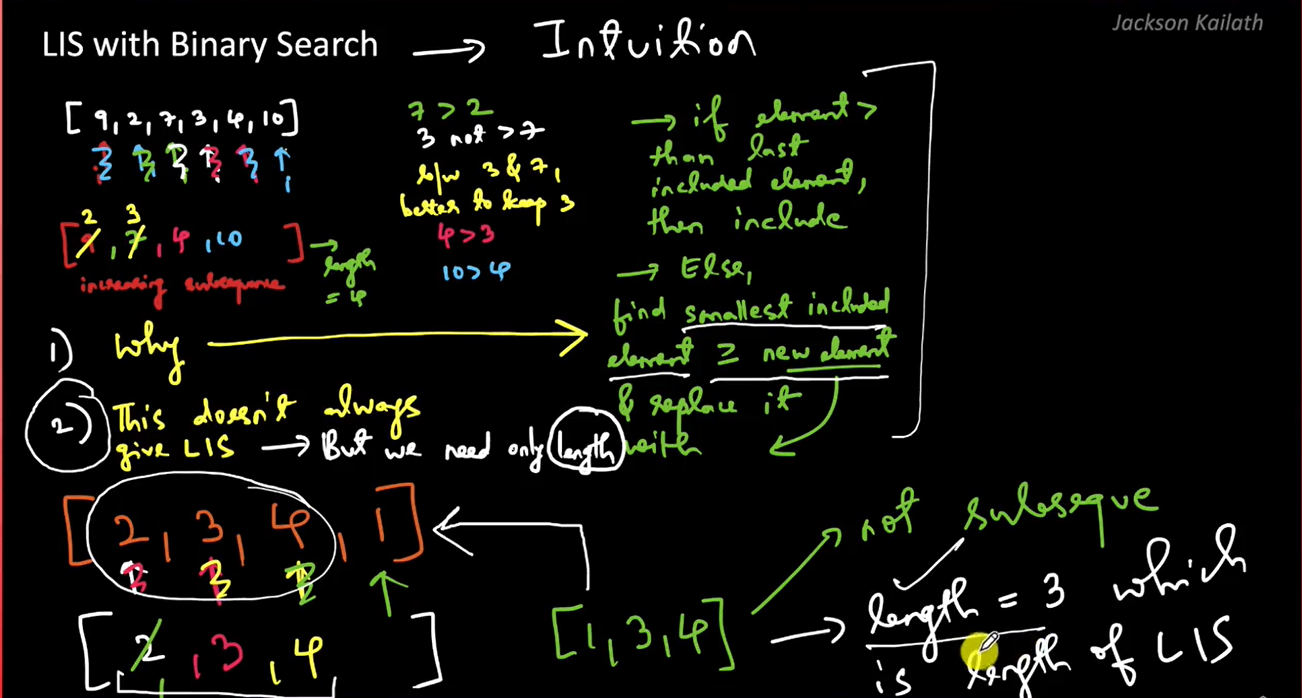 Jackson Kailath
LIS with Binary Search → Intuition
[9, 2, 7, 3, 4, 10]
2 3
[9, 7, 4, 10] → length = 4
increasing subsequence
7 > 2
3 not > 7
b/w 3 & 7,
better to keep 3
4 > 3
10 > 4
→ if element >
than last
included element,
then include
→ Else,
find smallest included
element ≥ new element
& replace it
with
1) Why
2) This doesn't always
give LIS → But we need only length
[2, 3, 4, 1]
[2, 3, 4]
1
[1, 3, 4]
not subseque
→ length = 3 which
is length of LIS